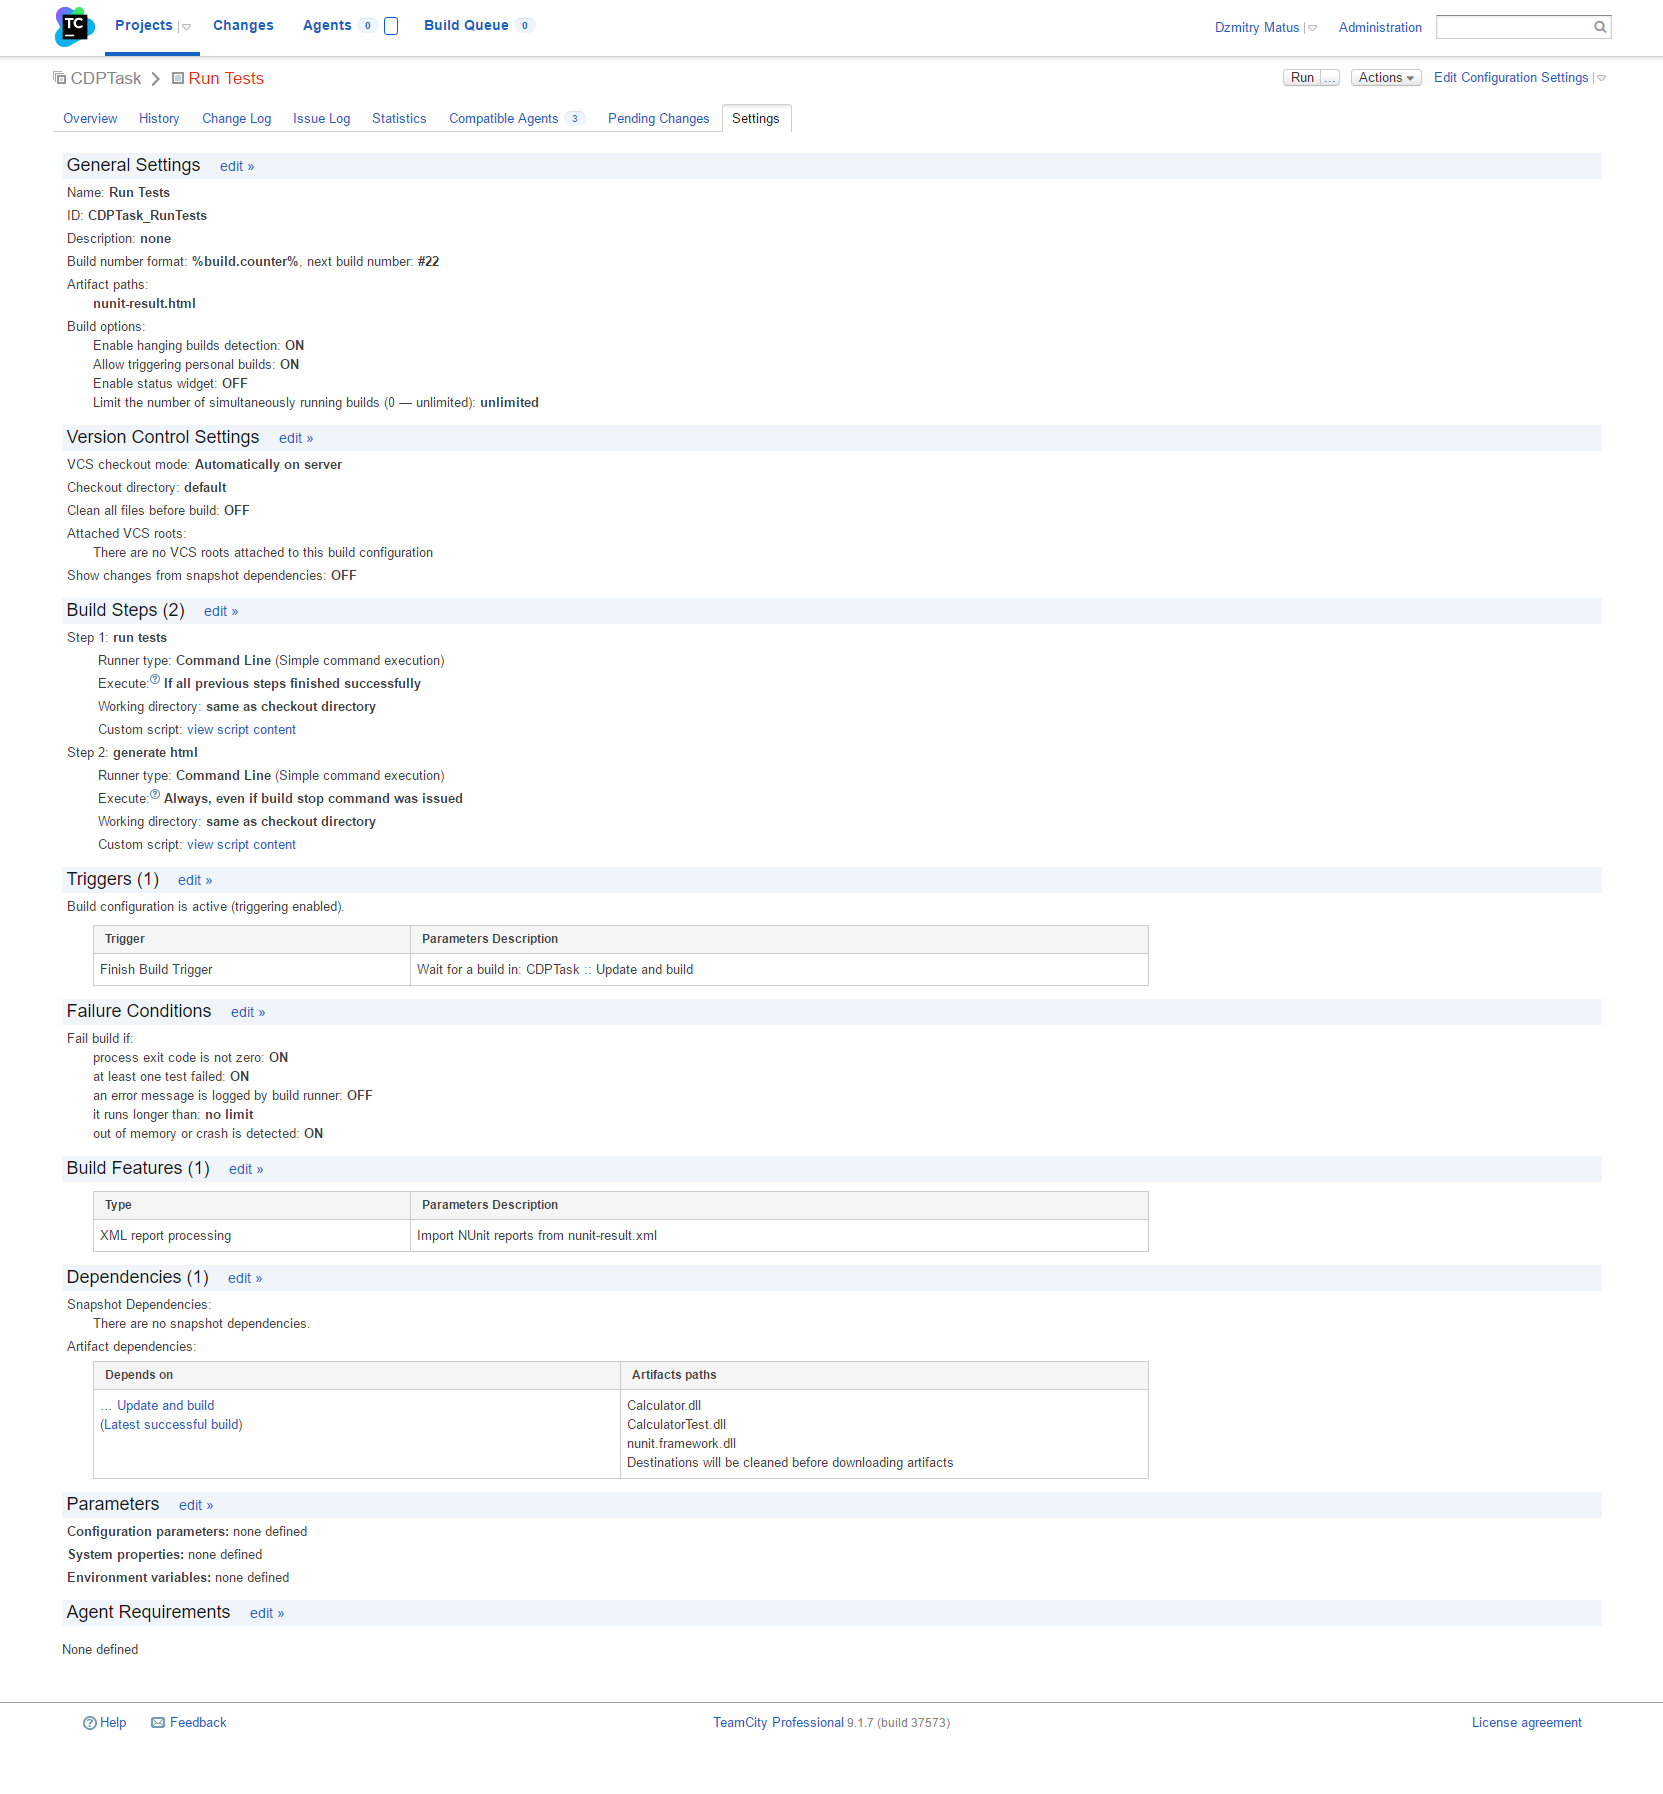 TC Projects Changes Agents 0 Build Queue 0 Dzmitry Matus Administration
CDPTask Run Tests Run ... Actions Edit Configuration Settings
Overview History Change Log Issue Log Statistics Compatible Agents 3 Pending Changes Settings
General Settings edit »
Name: Run Tests
ID: CDPTask_RunTests
Description: none
Build number format: %build.counter%, next build number: #22
Artifact paths:
nunit-result.html
Build options:
Enable hanging builds detection: ON
Allow triggering personal builds: ON
Enable status widget: OFF
Limit the number of simultaneously running builds (0 — unlimited): unlimited
Version Control Settings edit »
VCS checkout mode: Automatically on server
Checkout directory: default
Clean all files before build: OFF
Attached VCS roots:
There are no VCS roots attached to this build configuration
Show changes from snapshot dependencies: OFF
Build Steps (2) edit »
Step 1: run tests
Runner type: Command Line (Simple command execution)
Execute:? If all previous steps finished successfully
Working directory: same as checkout directory
Custom script: view script content
Step 2: generate html
Runner type: Command Line (Simple command execution)
Execute:? Always, even if build stop command was issued
Working directory: same as checkout directory
Custom script: view script content
Triggers (1) edit »
Build configuration is active (triggering enabled).
Trigger Parameters Description
Finish Build Trigger Wait for a build in: CDPTask :: Update and build
Failure Conditions edit »
Fail build if:
process exit code is not zero: ON
at least one test failed: ON
an error message is logged by build runner: OFF
it runs longer than: no limit
out of memory or crash is detected: ON
Build Features (1) edit »
Type Parameters Description
XML report processing Import NUnit reports from nunit-result.xml
Dependencies (1) edit »
Snapshot Dependencies:
There are no snapshot dependencies.
Artifact dependencies:
Depends on Artifacts paths
... Update and build Calculator.dll
(Latest successful build) CalculatorTest.dll
nunit.framework.dll
Destinations will be cleaned before downloading artifacts
Parameters edit »
Configuration parameters: none defined
System properties: none defined
Environment variables: none defined
Agent Requirements edit »
None defined
? Help Feedback TeamCity Professional 9.1.7 (build 37573) License agreement